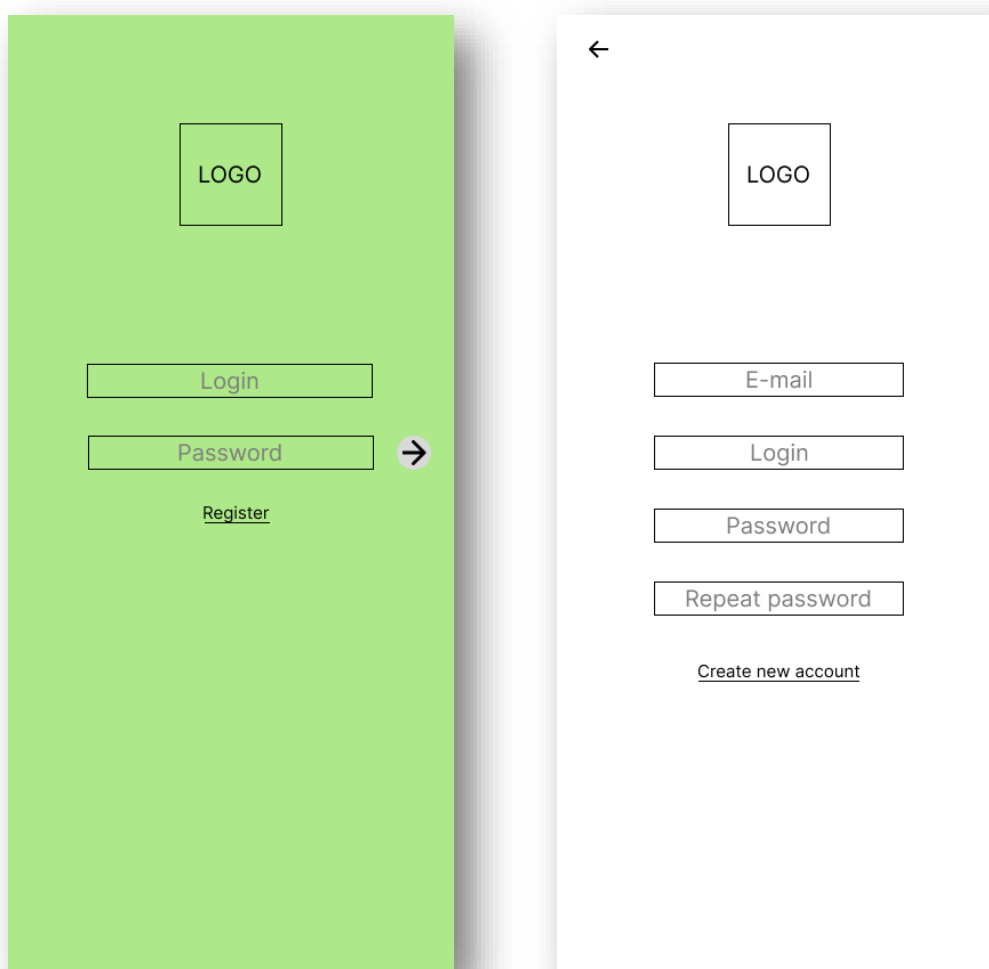 LOGO
Login
Password
Register
LOGO
E-mail
Login
Password
Repeat password
Create new account